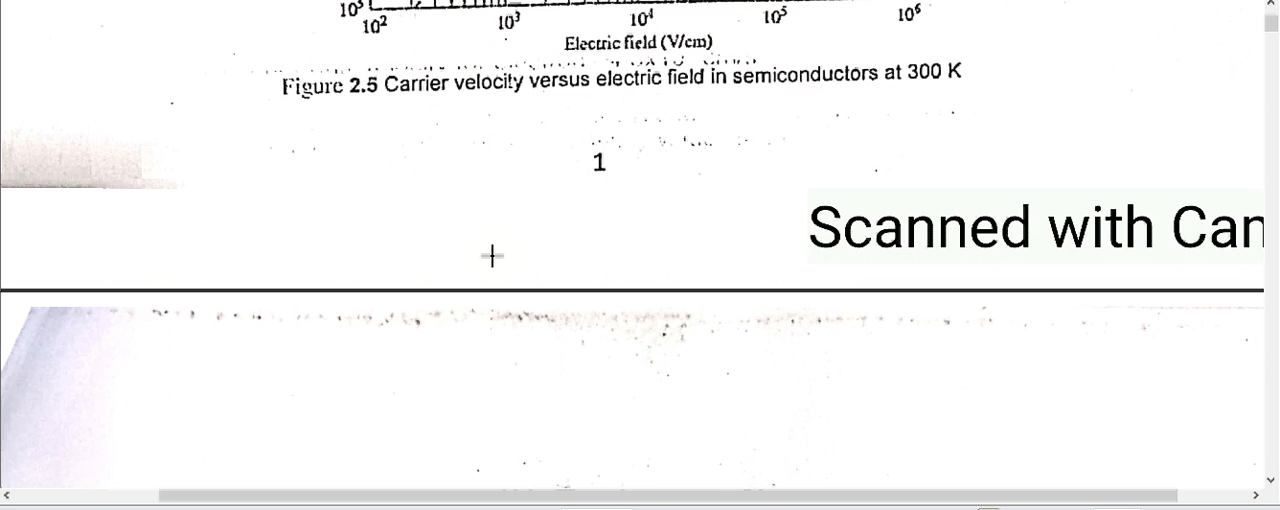 10³
10² 10³ 10⁴ 10⁵ 10⁶
Electric field (V/cm)
Figure 2.5 Carrier velocity versus electric field in semiconductors at 300 K
1
Scanned with Can